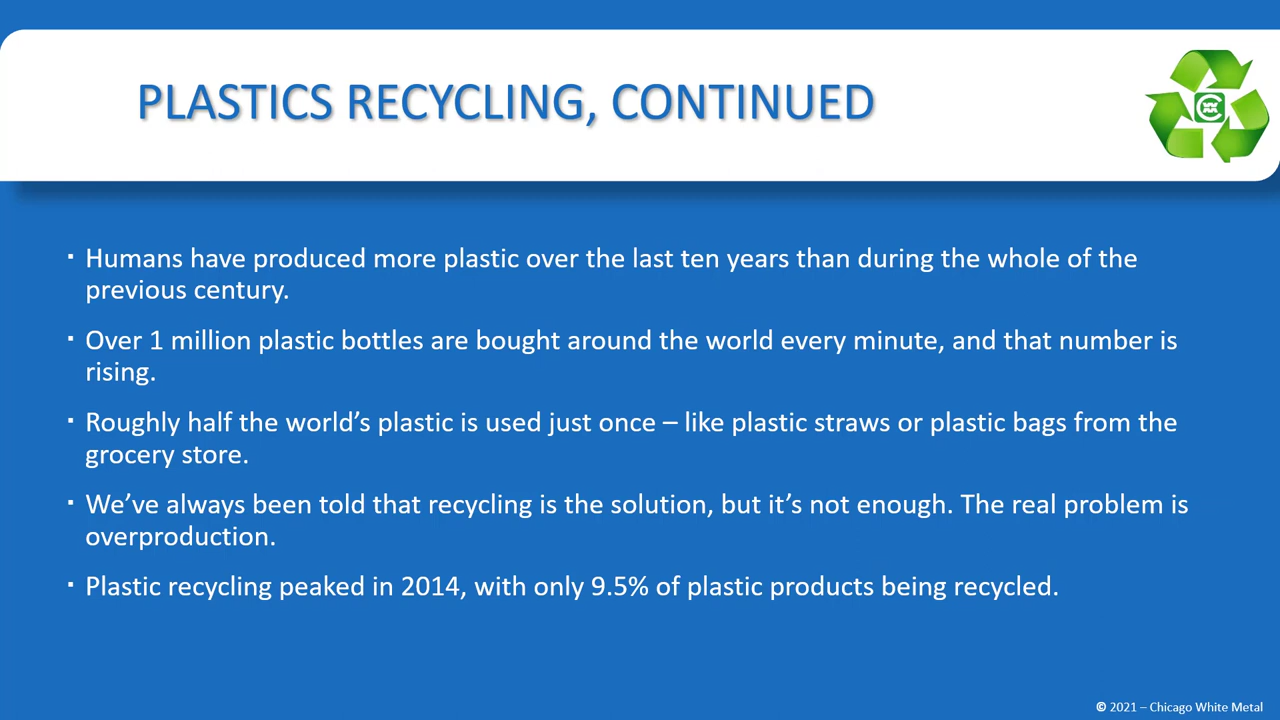 PLASTICS RECYCLING, CONTINUED
▪ Humans have produced more plastic over the last ten years than during the whole of the
previous century.
▪ Over 1 million plastic bottles are bought around the world every minute, and that number is
rising.
▪ Roughly half the world’s plastic is used just once – like plastic straws or plastic bags from the
grocery store.
▪ We’ve always been told that recycling is the solution, but it’s not enough. The real problem is
overproduction.
▪ Plastic recycling peaked in 2014, with only 9.5% of plastic products being recycled.
© 2021 – Chicago White Metal